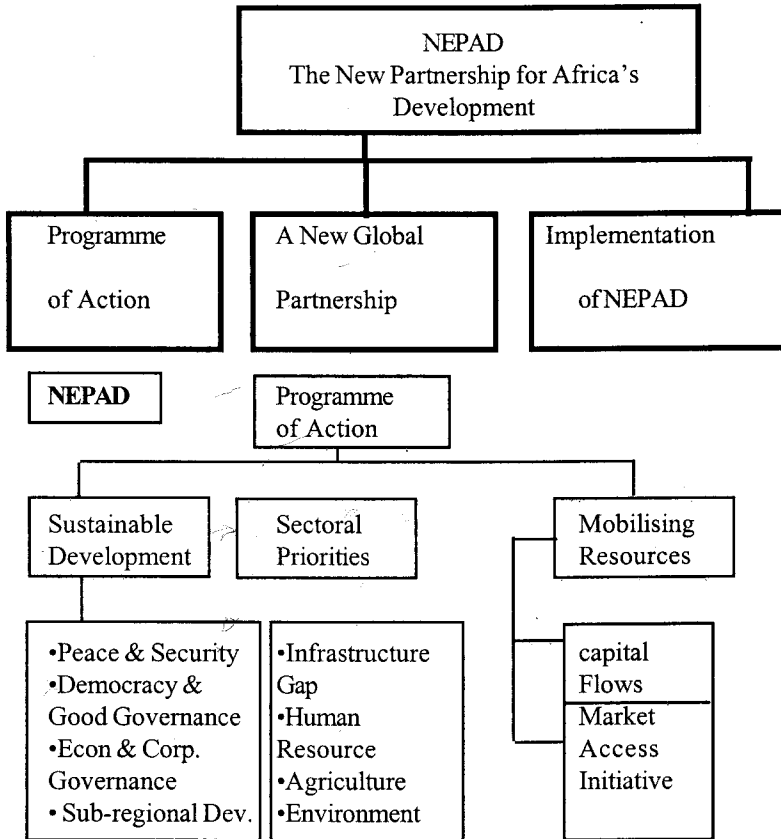 NEPAD
The New Partnership for Africa's
Development
Programme
of Action
A New Global
Partnership
Implementation
of NEPAD
NEPAD
Programme
of Action
Sustainable
Development
Sectoral
Priorities
Mobilising
Resources
•Peace & Security
•Democracy &
Good Governance
•Econ & Corp.
Governance
• Sub-regional Dev.
•Infrastructure
Gap
•Human
Resource
•Agriculture
•Environment
capital
Flows
Market
Access
Initiative